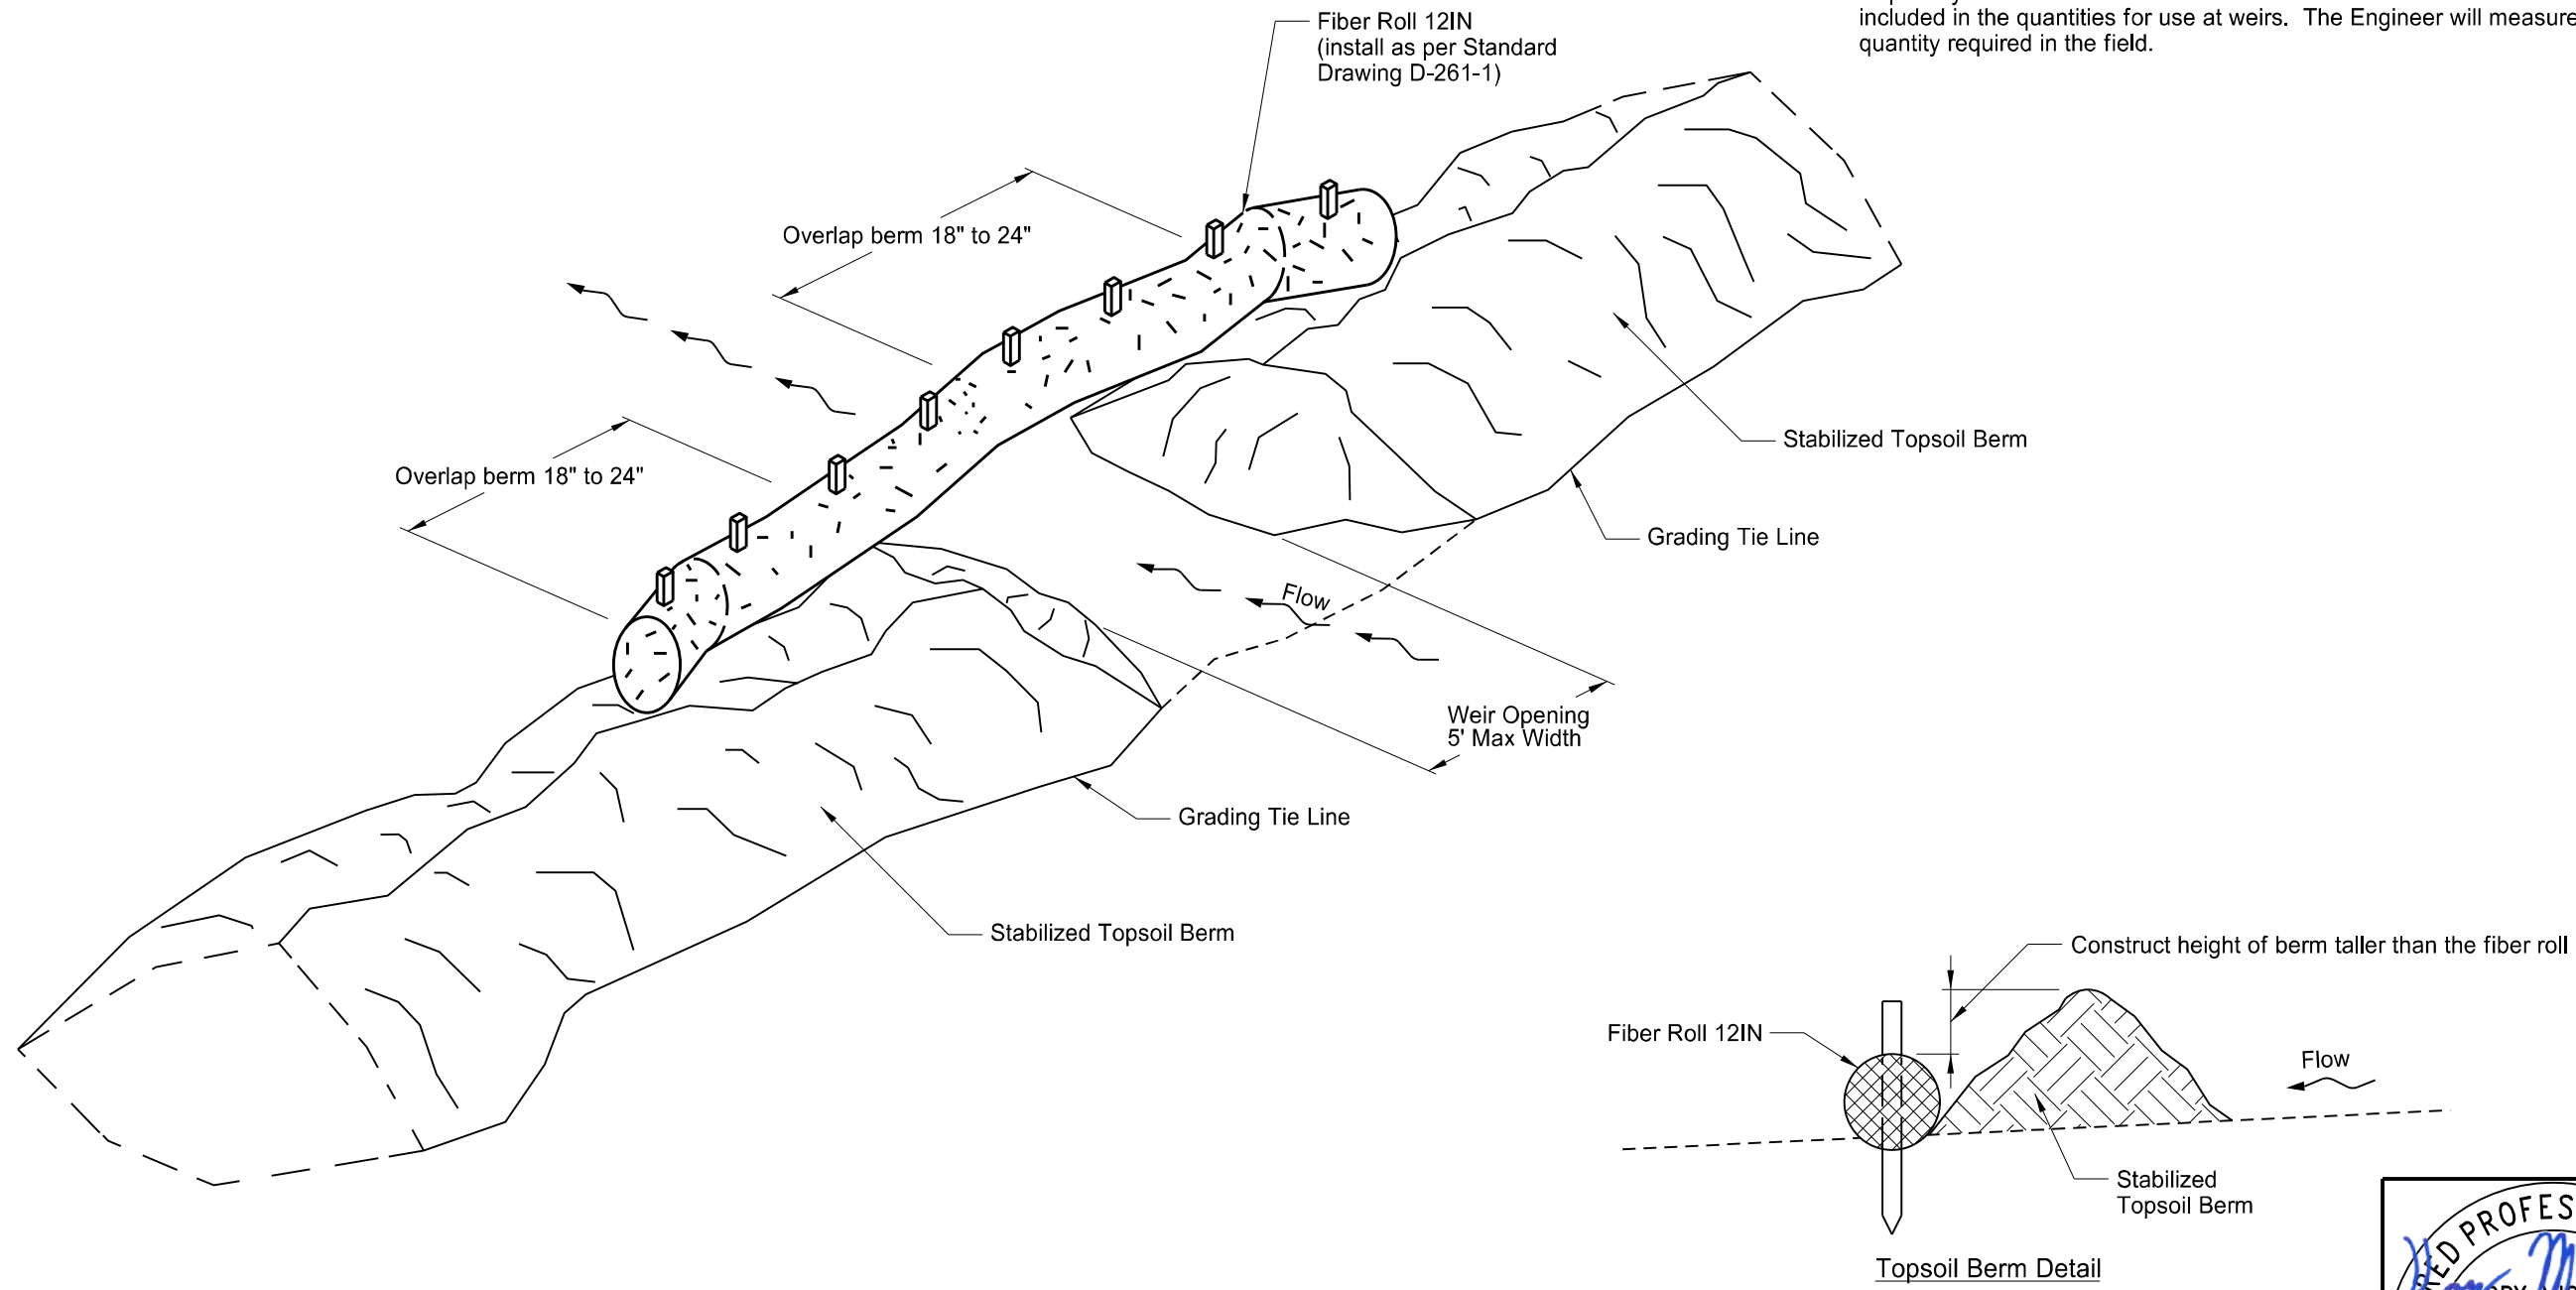 included in the quantities for use at weirs. The Engineer will measure
quantity required in the field.
Fiber Roll 12IN
(install as per Standard
Drawing D-261-1)
Overlap berm 18" to 24"
Overlap berm 18" to 24"
Stabilized Topsoil Berm
Grading Tie Line
Flow
Weir Opening
5' Max Width
Grading Tie Line
Stabilized Topsoil Berm
Construct height of berm taller than the fiber roll
Fiber Roll 12IN
Flow
Stabilized
Topsoil Berm
Topsoil Berm Detail